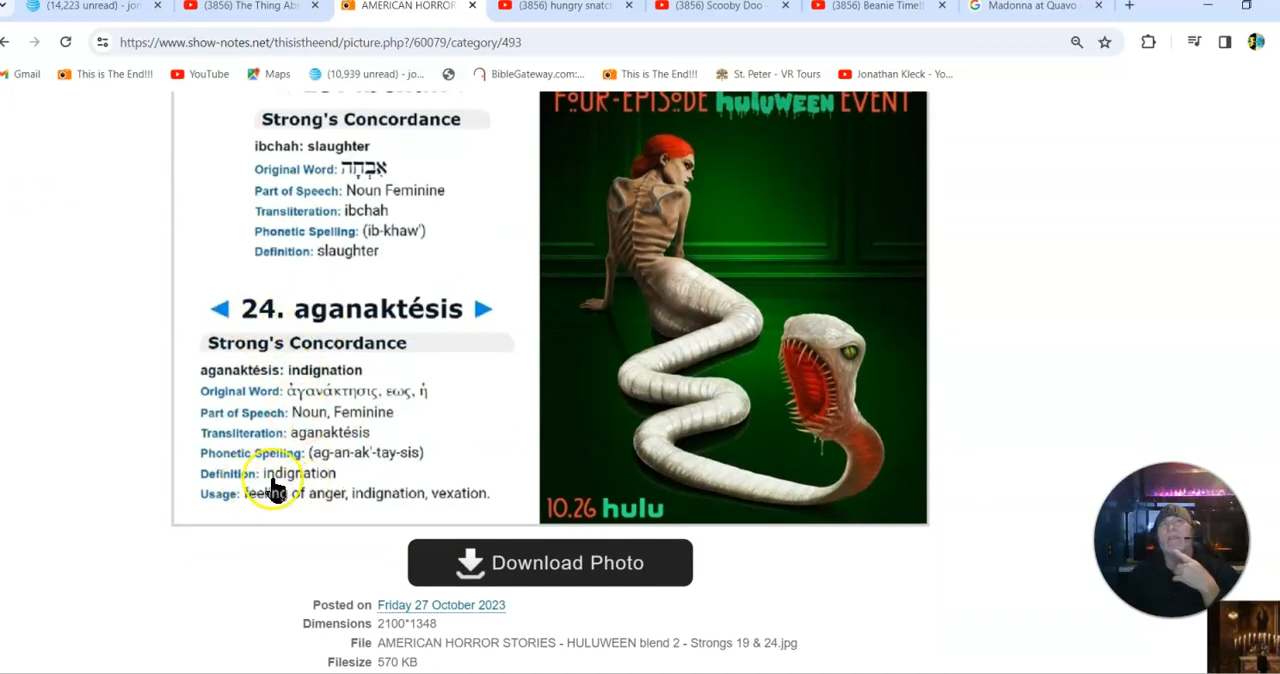 (14,223 unread) - jon
(3856) The Thing Abs
AMERICAN HORROR
(3856) hungry snatch
(3856) Scooby Doo -
(3856) Beanie Time!!
Madonna at Quavo
https://www.show-notes.net/thisistheend/picture.php?/60079/category/493
Gmail
This is The End!!!
YouTube
Maps
(10,939 unread) - jo...
BibleGateway.com:...
This is The End!!!
St. Peter - VR Tours
Jonathan Kleck - Yo...
Strong's Concordance
ibchah: slaughter
Original Word: אִבְחָה
Part of Speech: Noun Feminine
Transliteration: ibchah
Phonetic Spelling: (ib-khaw')
Definition: slaughter
24. aganaktésis
Strong's Concordance
aganaktésis: indignation
Original Word: ἀγανάκτησις, εως, ἡ
Part of Speech: Noun, Feminine
Transliteration: aganaktésis
Phonetic Spelling: (ag-an-ak'-tay-sis)
Definition: indignation
Usage: feeling of anger, indignation, vexation.
FOUR-EPISODE huluween EVENT
10.26 hulu
Download Photo
Posted on Friday 27 October 2023
Dimensions 2100*1348
File AMERICAN HORROR STORIES - HULUWEEN blend 2 - Strongs 19 & 24.jpg
Filesize 570 KB